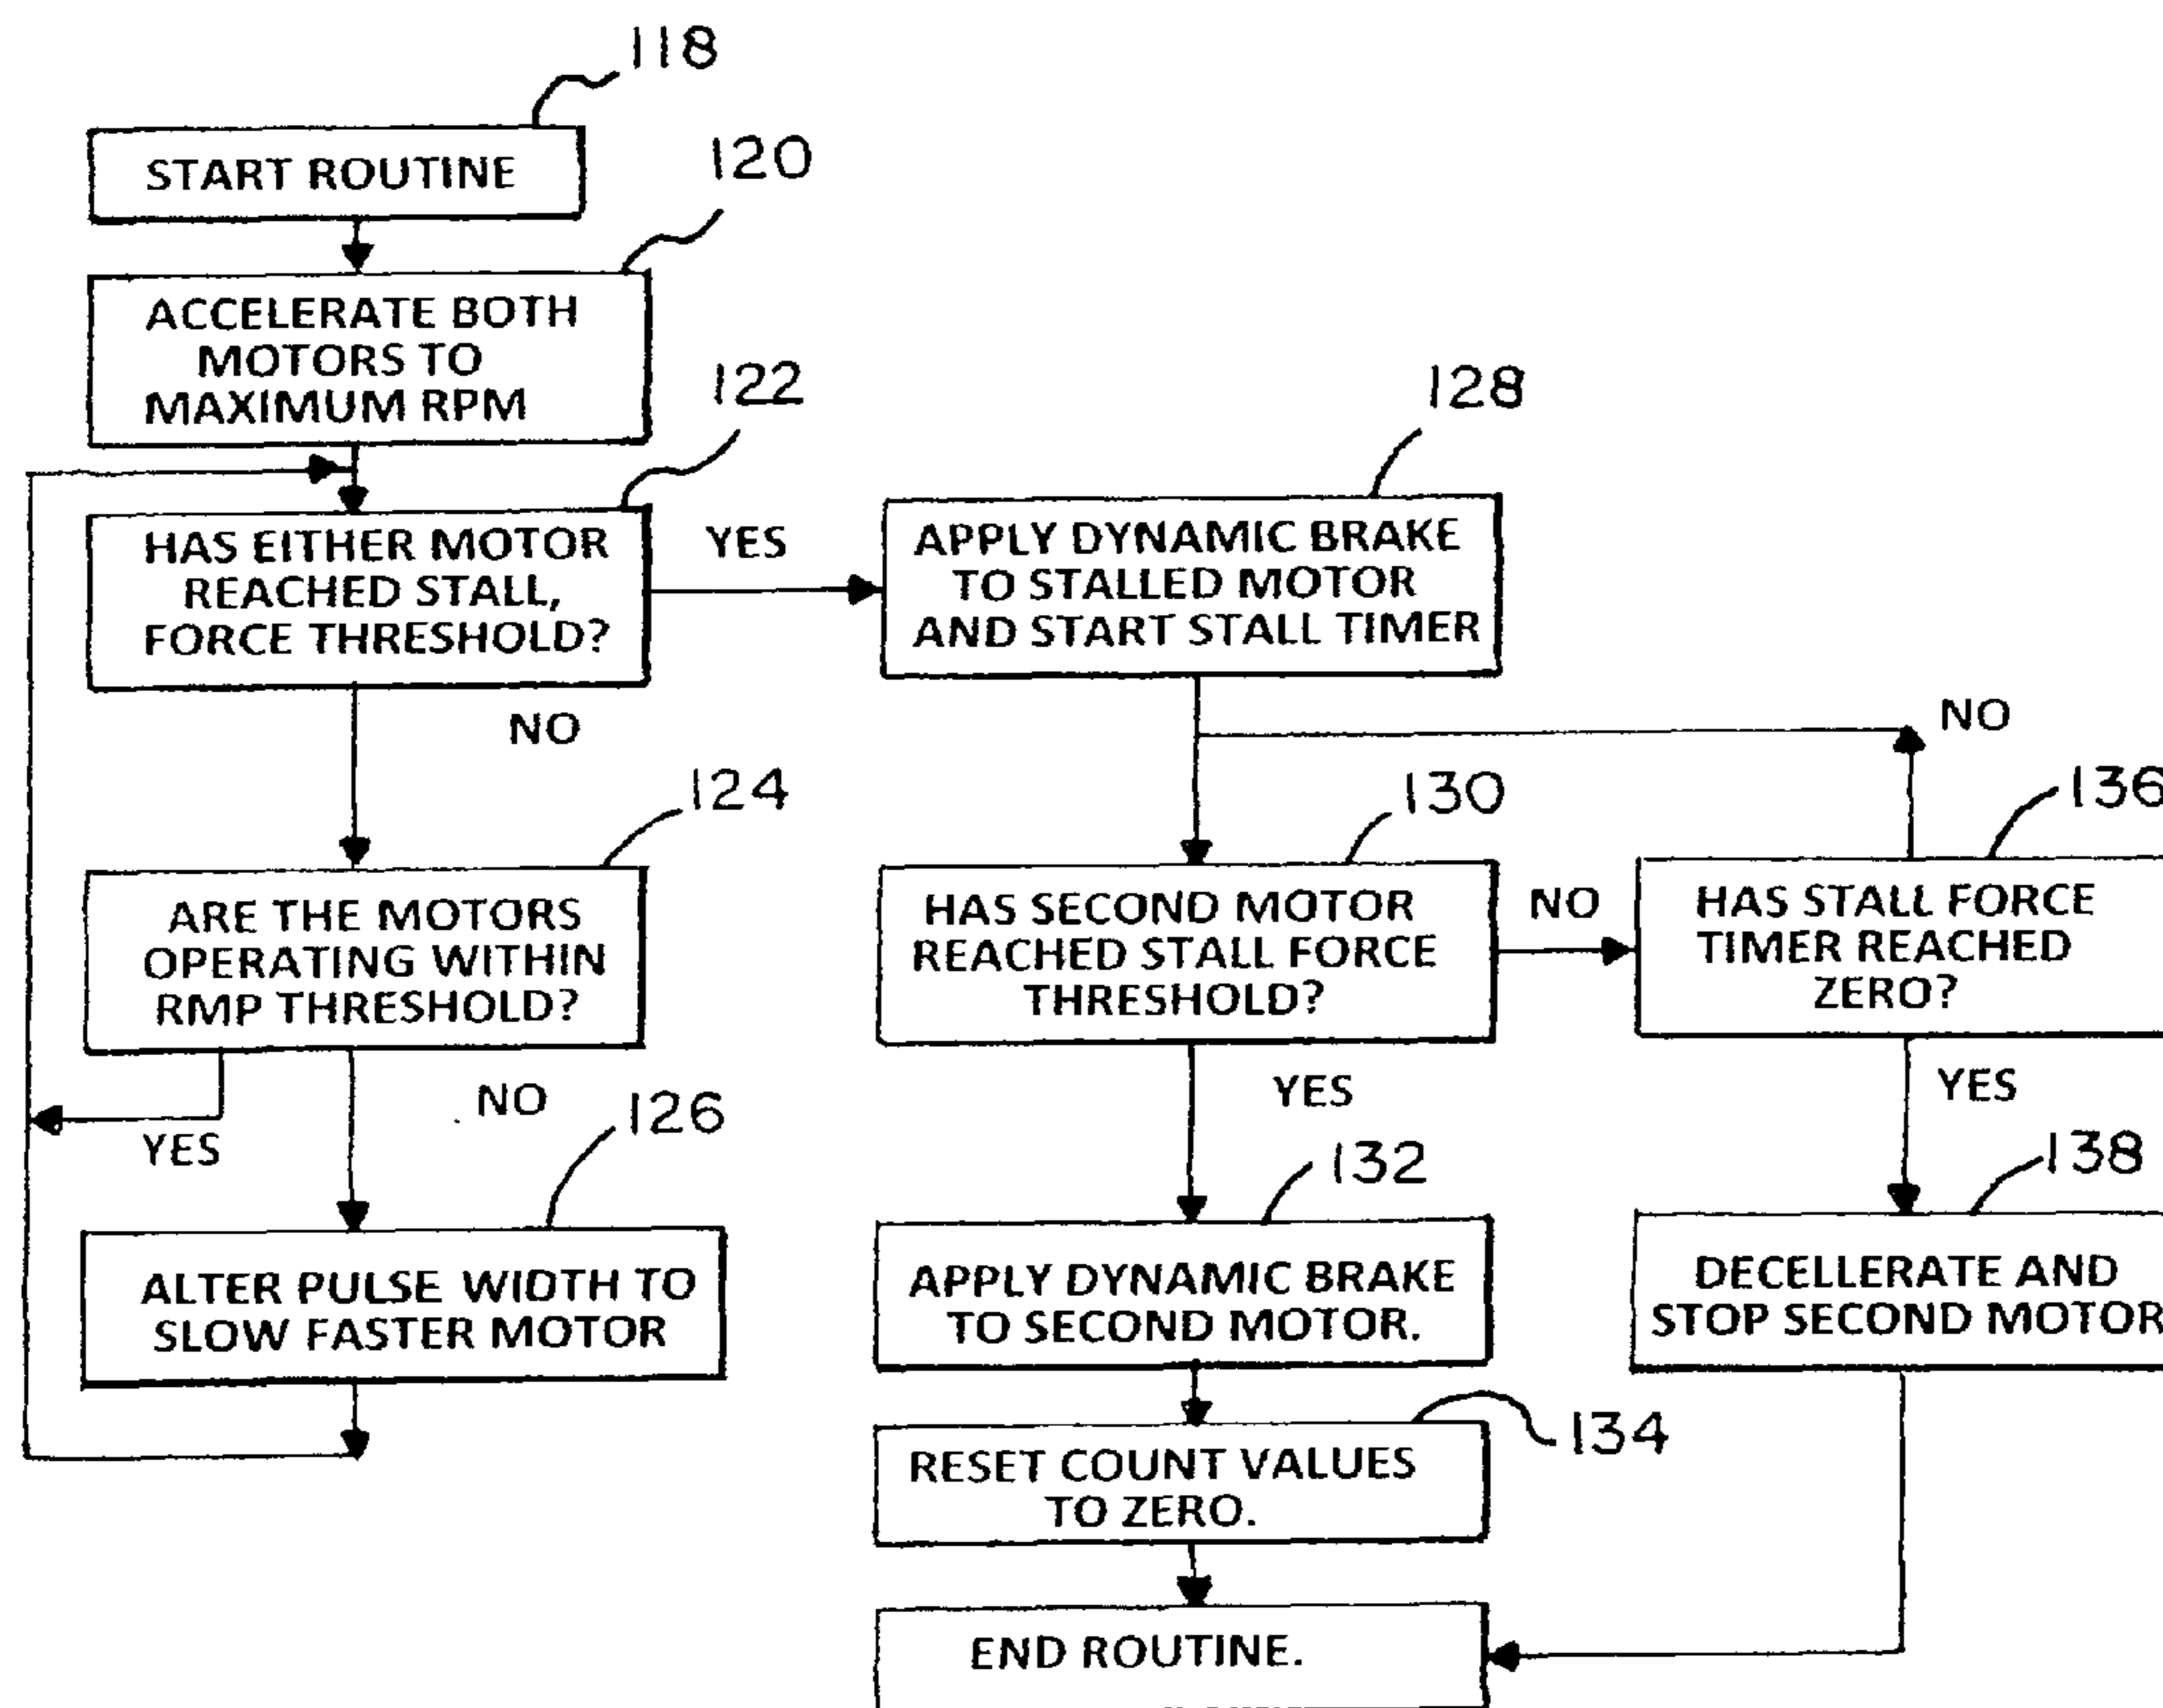 118
START ROUTINE
120
ACCELERATE BOTH
MOTORS TO
MAXIMUM RPM
122
HAS EITHER MOTOR
REACHED STALL,
FORCE THRESHOLD?
YES
NO
128
APPLY DYNAMIC BRAKE
TO STALLED MOTOR
AND START STALL TIMER
NO
124
ARE THE MOTORS
OPERATING WITHIN
RMP THRESHOLD?
YES
NO
126
ALTER PULSE WIDTH TO
SLOW FASTER MOTOR
130
HAS SECOND MOTOR
REACHED STALL FORCE
THRESHOLD?
NO
YES
136
HAS STALL FORCE
TIMER REACHED
ZERO?
YES
132
APPLY DYNAMIC BRAKE
TO SECOND MOTOR.
138
DECELLERATE AND
STOP SECOND MOTOR
134
RESET COUNT VALUES
TO ZERO.
END ROUTINE.